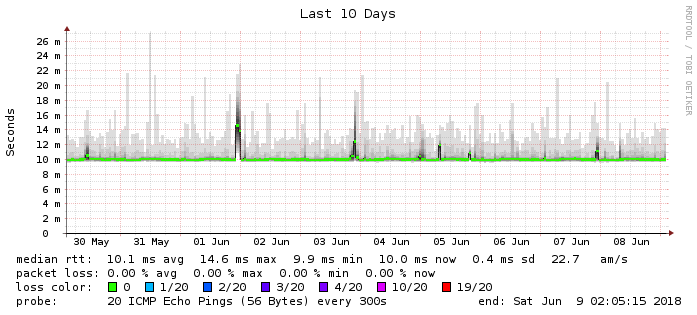 Last 10 Days
RRDTOOL / TOBI OETIKER
Seconds
26 m
24 m
22 m
20 m
18 m
16 m
14 m
12 m
10 m
8 m
6 m
4 m
2 m
0
30 May 31 May 01 Jun 02 Jun 03 Jun 04 Jun 05 Jun 06 Jun 07 Jun 08 Jun
median rtt: 10.1 ms avg 14.6 ms max 9.9 ms min 10.0 ms now 0.4 ms sd 22.7 am/s
packet loss: 0.00 % avg 0.00 % max 0.00 % min 0.00 % now
loss color: 0 1/20 2/20 3/20 4/20 10/20 19/20
probe: 20 ICMP Echo Pings (56 Bytes) every 300s end: Sat Jun 9 02:05:15 2018